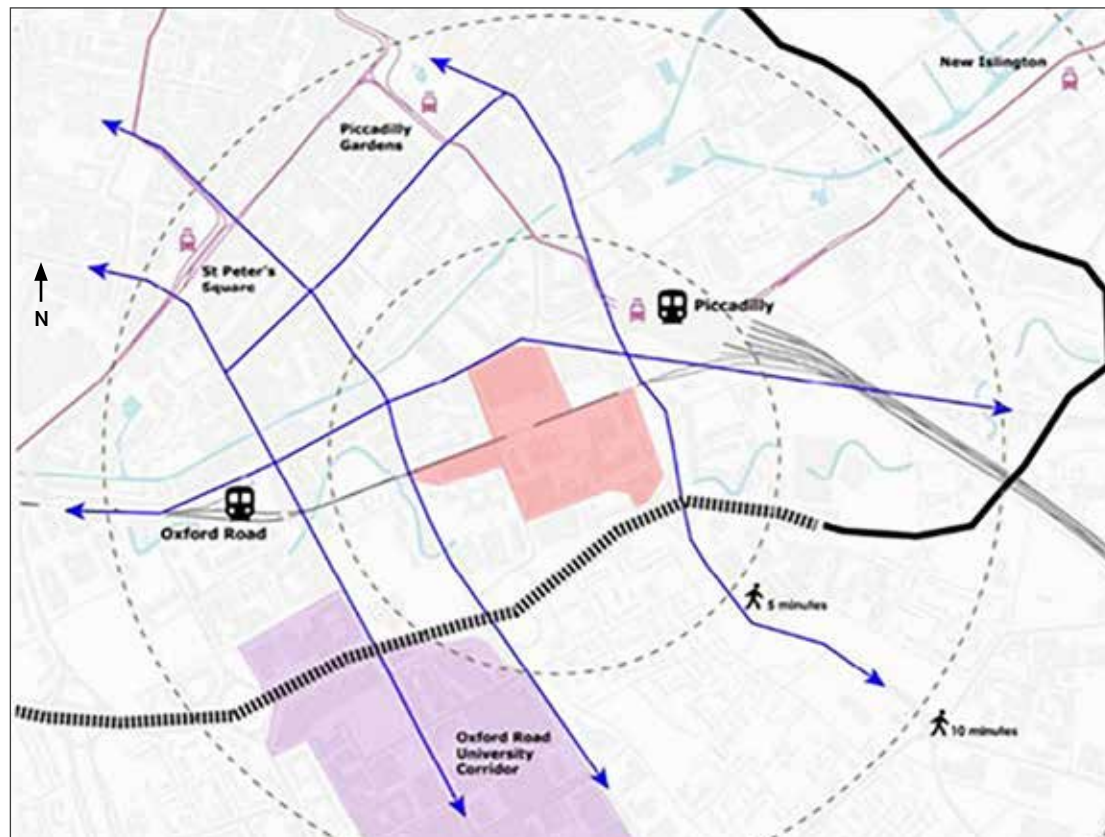 New Islington
Piccadilly
Gardens
St Peter's
Square
N
Piccadilly
Oxford Road
5 minutes
Oxford Road
University
Corridor
10 minutes